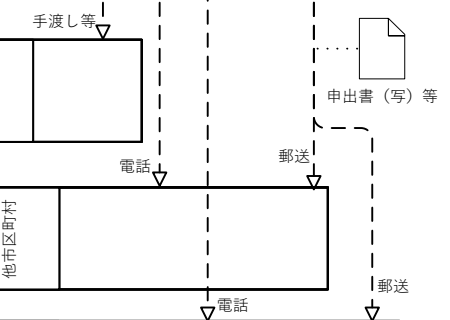 手渡し等
申出書（写）等
郵送
電話
他市区町村
郵送
電話